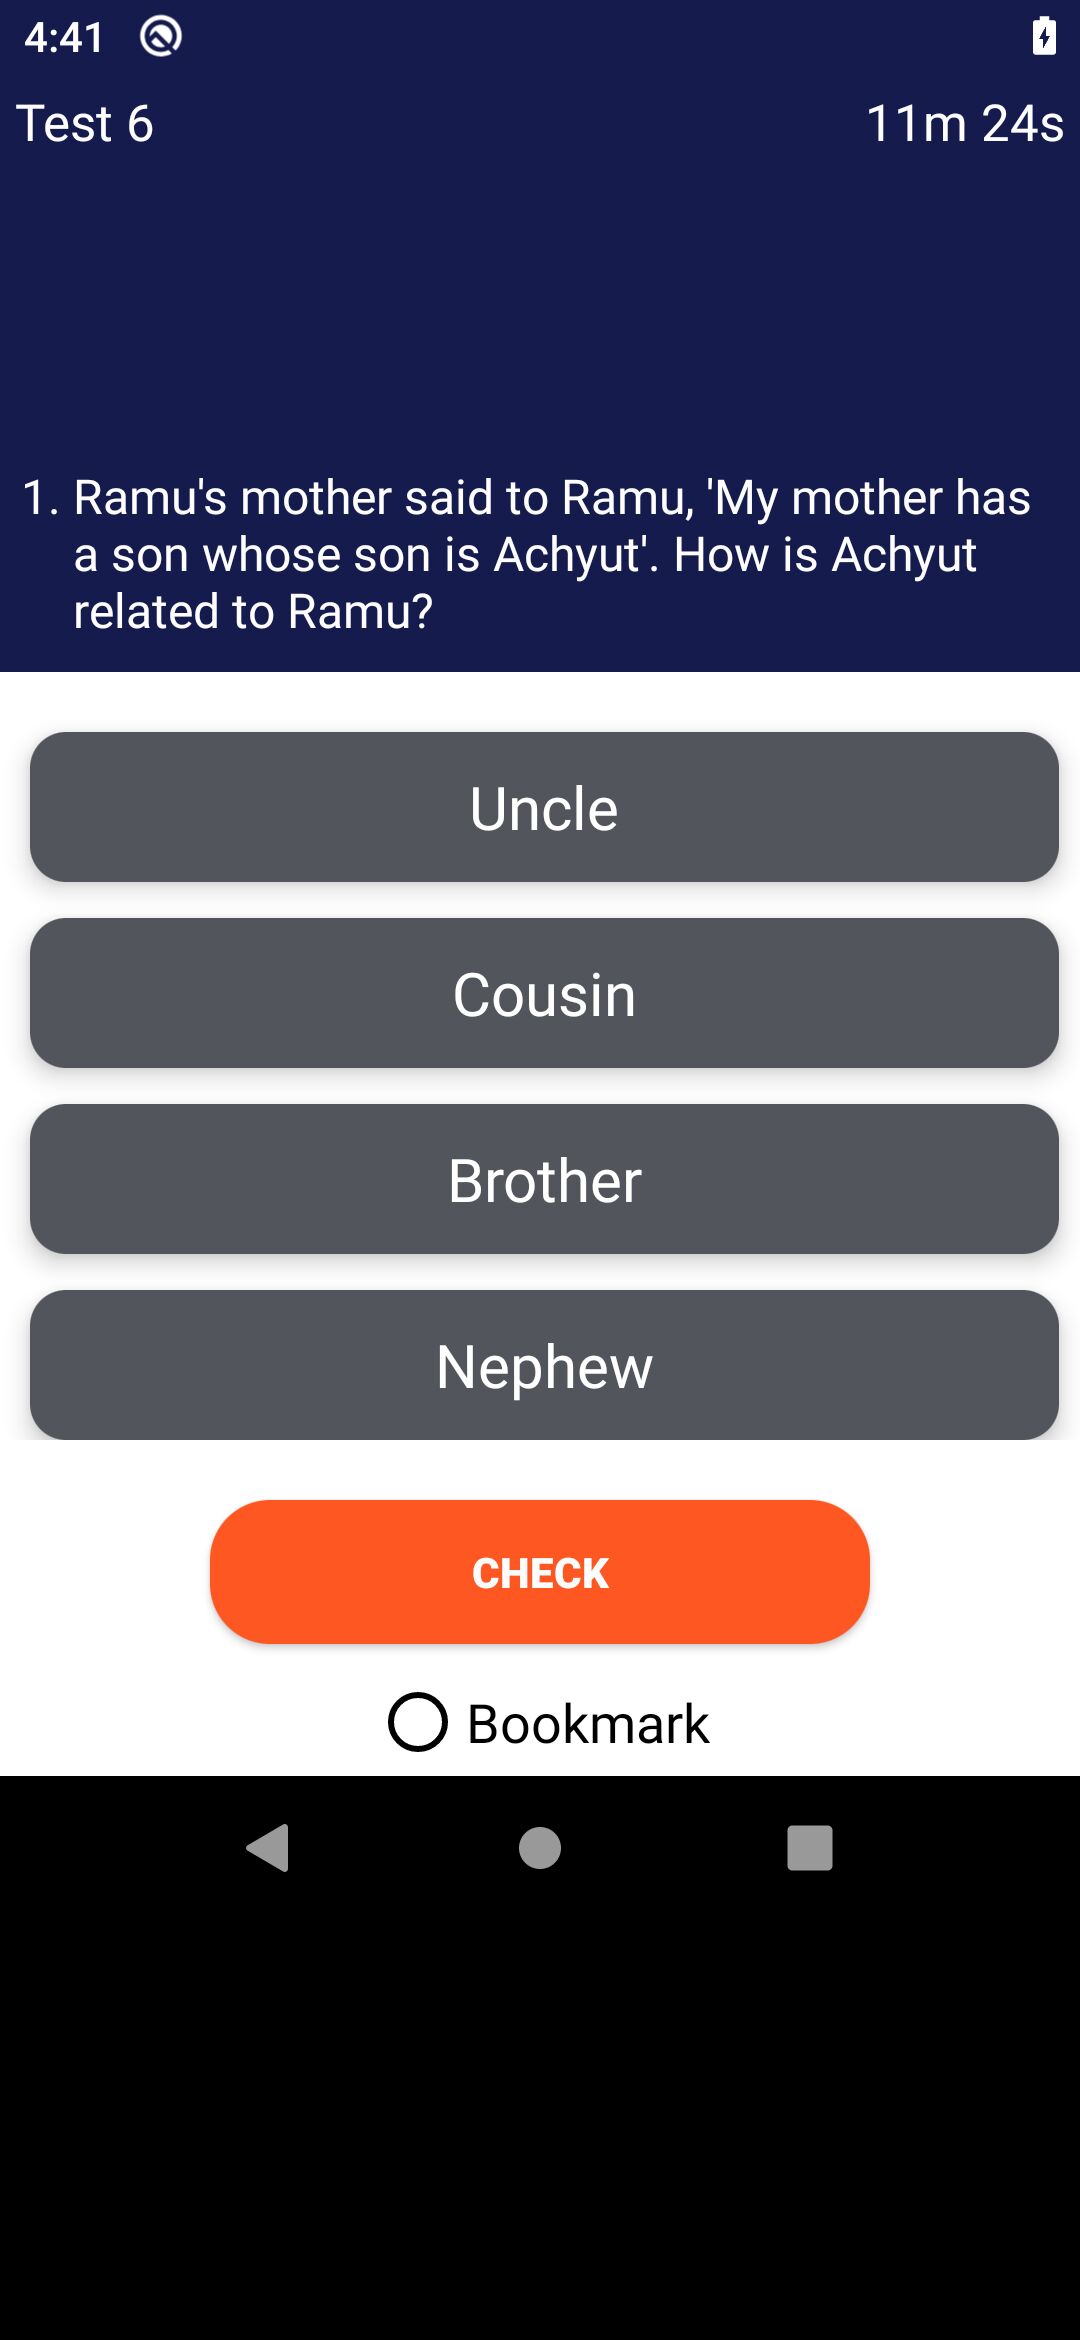 4:41
Test 6
11m 24s
1. Ramu's mother said to Ramu, 'My mother has
a son whose son is Achyut'. How is Achyut
related to Ramu?
Uncle
Cousin
Brother
Nephew
CHECK
Bookmark